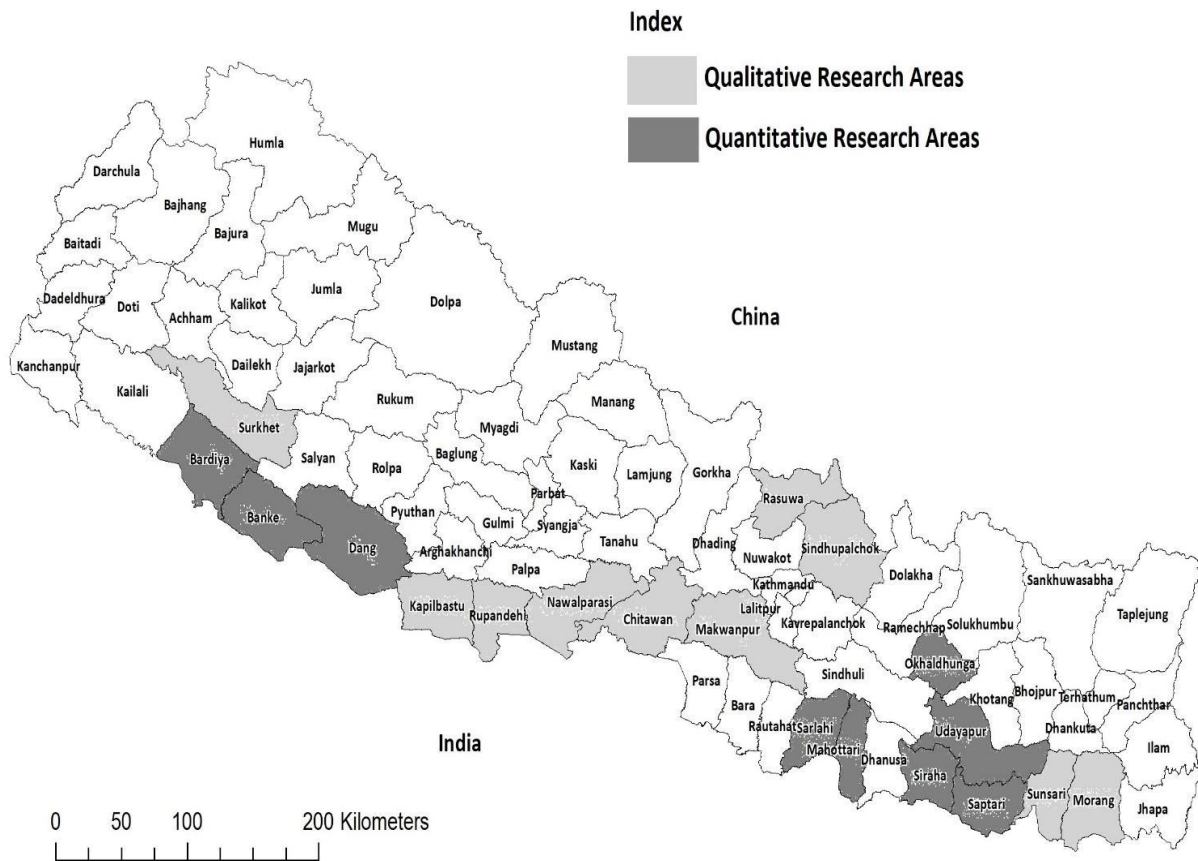 Index
Qualitative Research Areas
Quantitative Research Areas
Humla
Darchula
Bajhang
Bajura
Mugu
Baitadi
Dadeldhura
Doti
Achham
Kalikot
Jumla
Dolpa
China
Mustang
Kanchanpur
Kailali
Dailekh
Jajarkot
Rukum
Manang
Surkhet
Myagdi
Bardiya
Salyan
Rolpa
Baglung
Kaski
Lamjung
Gorkha
Rasuwa
Parbat
Banke
Dang
Pyuthan
Gulmi
Syangja
Tanahu
Dhading
Nuwakot
Sindhupalchok
Arghakhanchi
Palpa
Kathmandu
Dolakha
Sankhuwasabha
Taplejung
Kapilbastu
Rupandehi
Nawalparasi
Chitawan
Makwanpur
Lalitpur
Kavrepalanchok
Ramechhap
Solukhumbu
Okhaldhunga
Parsa
Bara
Sindhuli
Khotang
Bhojpur
Terhathum
Panchthar
Rautahat
Sarlahi
Mahottari
Dhanusa
Udayapur
Dhankuta
Ilam
India
Siraha
Saptari
Sunsari
Morang
Jhapa
0 50 100 200 Kilometers